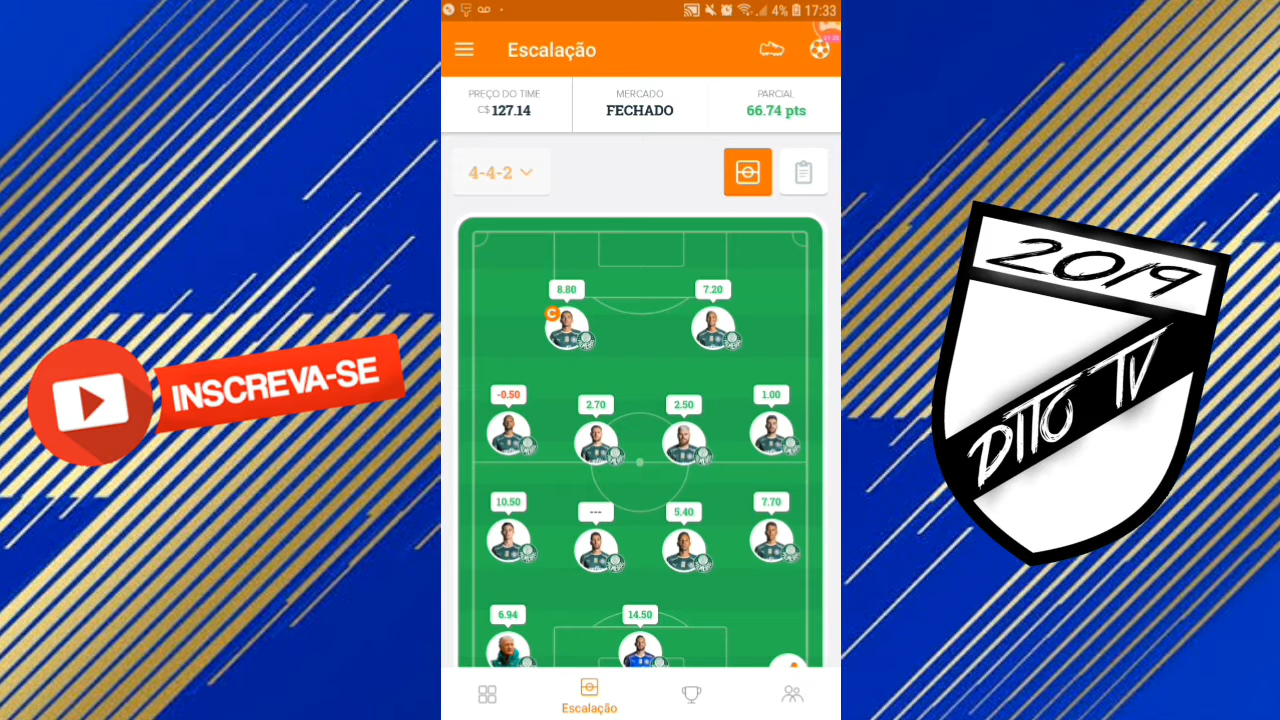 4% 17:33
Escalação
PREÇO DO TIME
C$ 127.14
MERCADO
FECHADO
PARCIAL
66.74 pts
4-4-2
8.80
7.20
C
-0.50
2.70
2.50
1.00
10.50
---
5.40
7.70
6.94
14.50
Escalação
INSCREVA-SE
2019
DITO TV